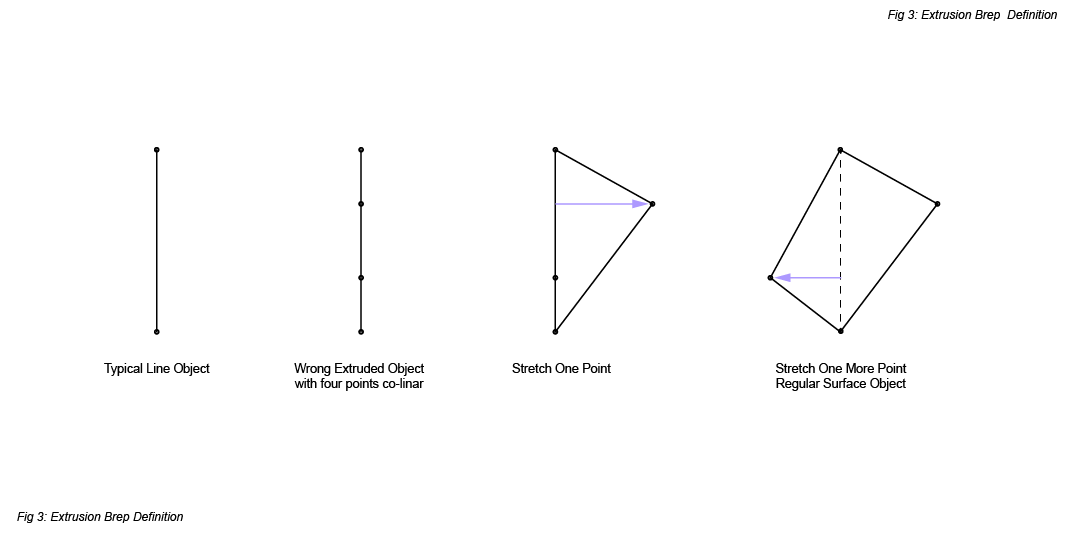 Fig 3: Extrusion Brep  Definition
Typical Line Object
Wrong Extruded Object
with four points co-linar
Stretch One Point
Stretch One More Point
Regular Surface Object
Fig 3: Extrusion Brep Definition